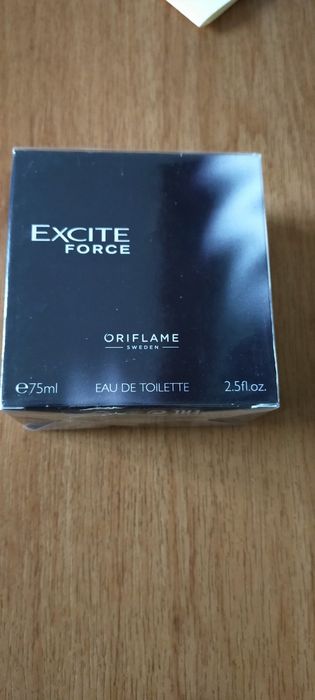 EXCITE
FORCE
ORIFLAME
SWEDEN
℮75ml EAU DE TOILETTE 2.5fl.oz.